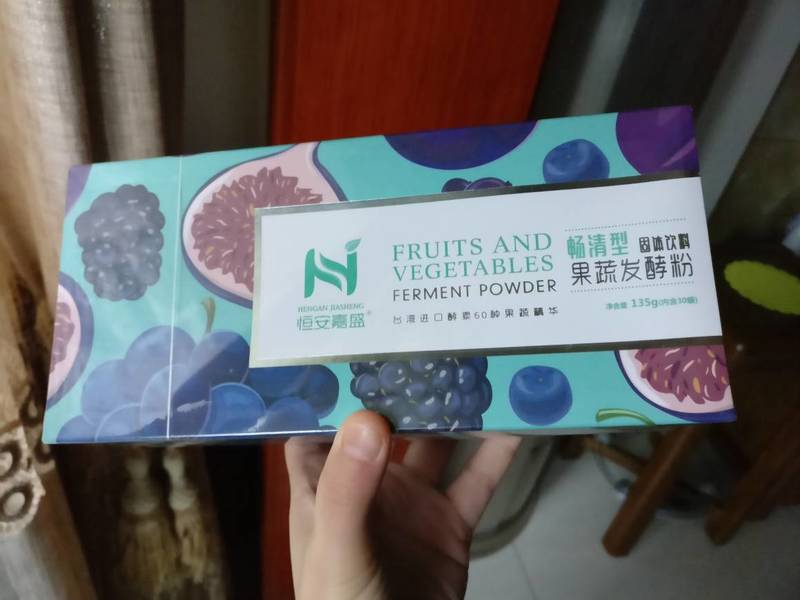 HENGAN JIASHENG
恒安嘉盛®
FRUITS AND
VEGETABLES
FERMENT POWDER
台湾进口酵素60种果蔬精华
畅清型 固体饮料
果蔬发酵粉
净含量 135g(内含30罐)